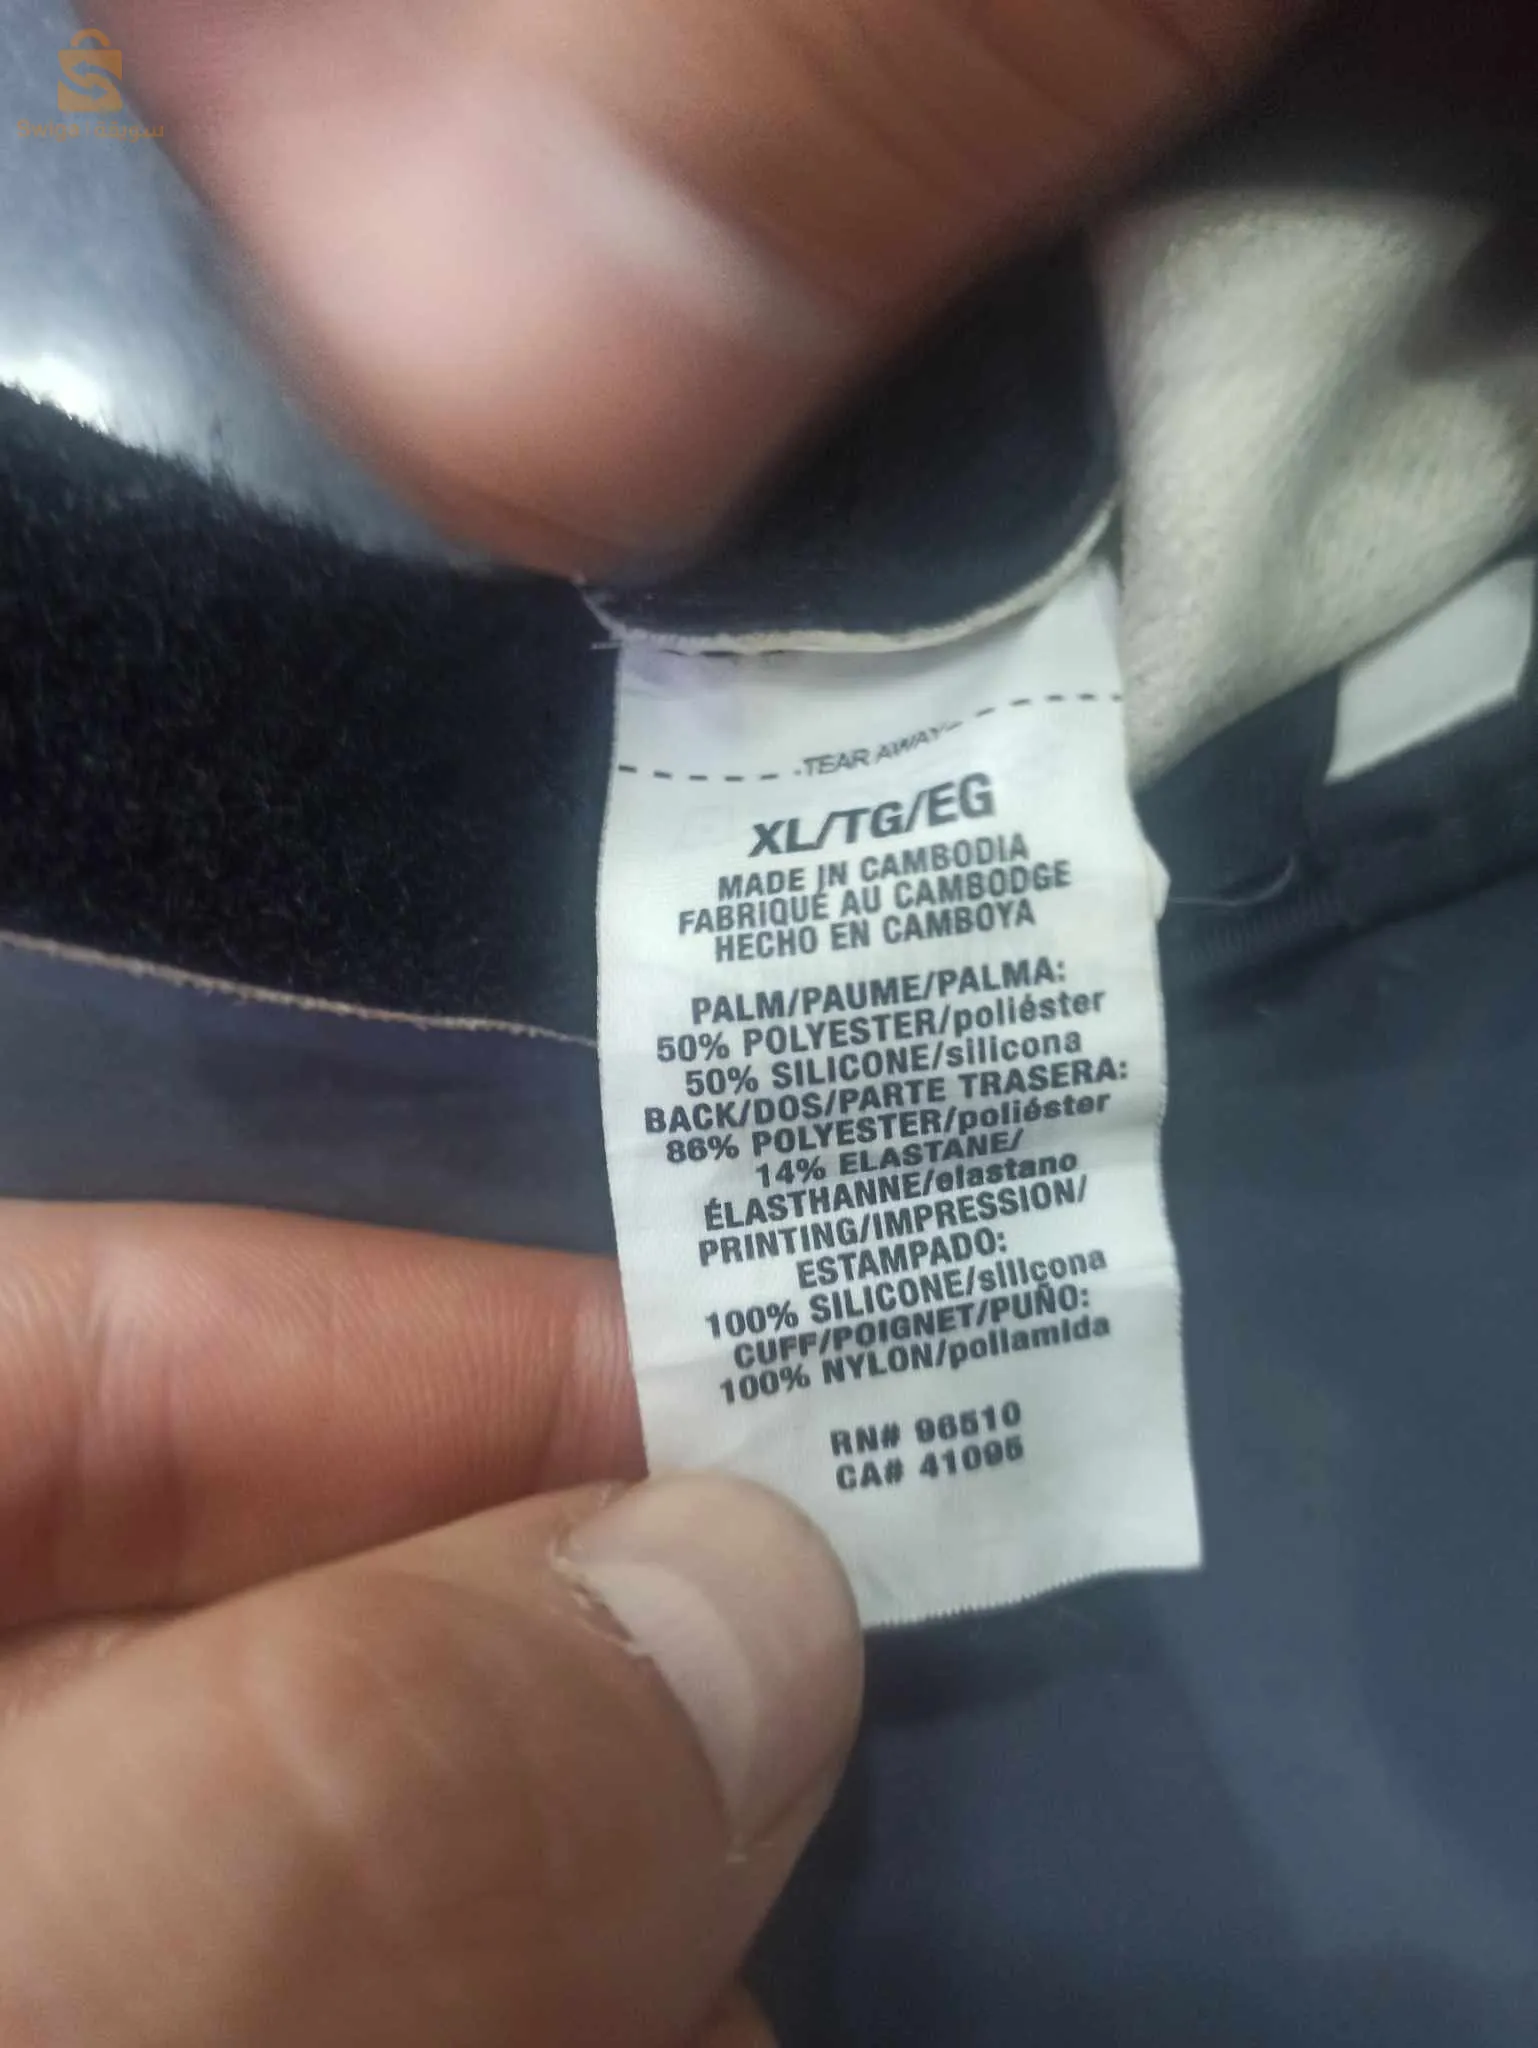 TEAR AWAY
XL/TG/EG
MADE IN CAMBODIA
FABRIQUÉ AU CAMBODGE
HECHO EN CAMBOYA
PALM/PAUME/PALMA:
50% POLYESTER/poliéster
50% SILICONE/silicona
BACK/DOS/PARTE TRASERA:
86% POLYESTER/poliéster
14% ELASTANE/
ÉLASTHANNE/elastano
PRINTING/IMPRESSION/
ESTAMPADO:
100% SILICONE/silicona
CUFF/POIGNET/PUÑO:
100% NYLON/poliamida
RN# 96510
CA# 41095